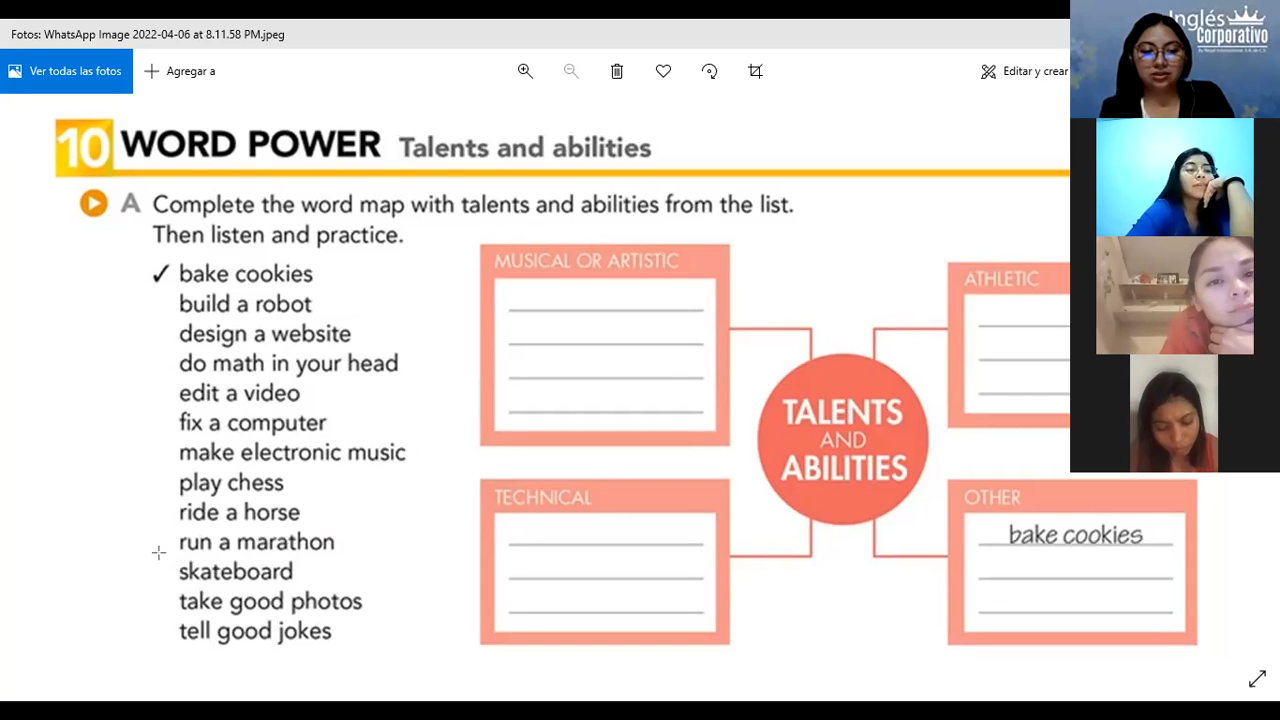 Fotos: WhatsApp Image 2022-04-06 at 8.11.58 PM.jpeg
Ver todas las fotos
Agregar a
Editar y crear
Inglés
Corporativo
10 WORD POWER Talents and abilities
A Complete the word map with talents and abilities from the list.
Then listen and practice.
✓ bake cookies
build a robot
design a website
do math in your head
edit a video
fix a computer
make electronic music
play chess
ride a horse
run a marathon
skateboard
take good photos
tell good jokes
MUSICAL OR ARTISTIC
ATHLETIC
TALENTS
AND
ABILITIES
TECHNICAL
OTHER
bake cookies